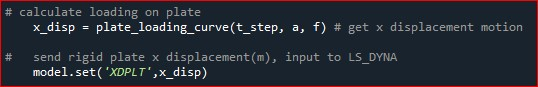 # calculate loading on plate
x_disp = plate_loading_curve(t_step, a, f) # get x displacement motion
#   send rigid plate x displacement(m), input to LS_DYNA
model.set('XDPLT',x_disp)